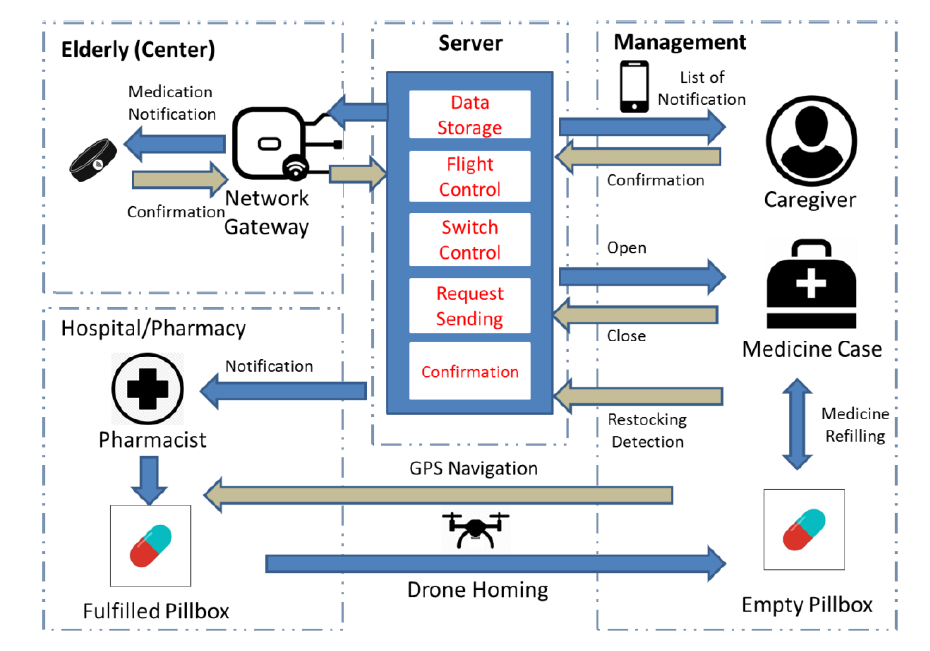 Elderly (Center)
Medication
Notification
Confirmation
Network
Gateway
Server
Data
Storage
Flight
Control
Switch
Control
Request
Sending
Confirmation
Management
List of
Notification
Confirmation
Caregiver
Open
Close
Medicine Case
Restocking
Detection
Medicine
Refilling
Hospital/Pharmacy
Notification
Pharmacist
GPS Navigation
Drone Homing
Fulfilled Pillbox
Empty Pillbox